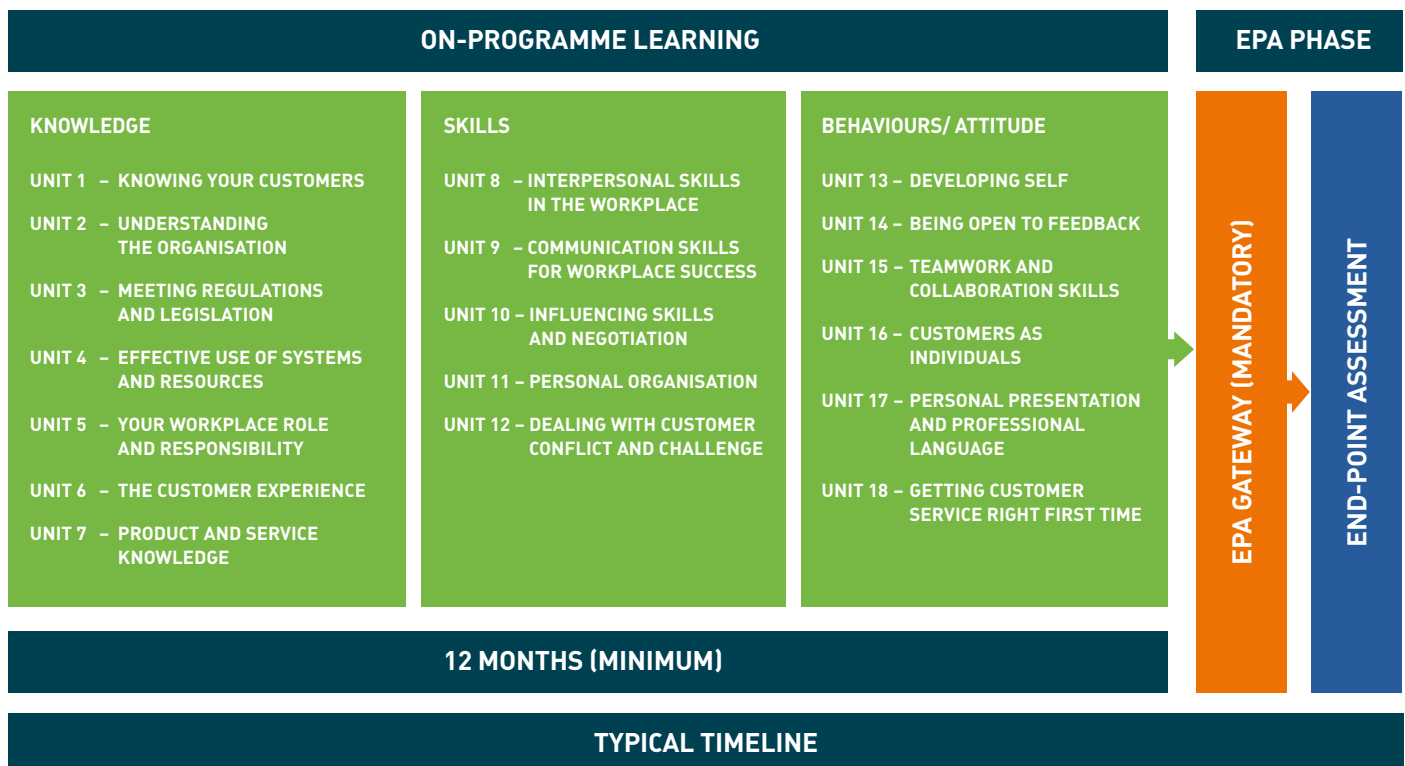 ON-PROGRAMME LEARNING
EPA PHASE
KNOWLEDGE
UNIT 1 – KNOWING YOUR CUSTOMERS
UNIT 2 – UNDERSTANDING
THE ORGANISATION
UNIT 3 – MEETING REGULATIONS
AND LEGISLATION
UNIT 4 – EFFECTIVE USE OF SYSTEMS
AND RESOURCES
UNIT 5 – YOUR WORKPLACE ROLE
AND RESPONSIBILITY
UNIT 6 – THE CUSTOMER EXPERIENCE
UNIT 7 – PRODUCT AND SERVICE
KNOWLEDGE
SKILLS
UNIT 8 – INTERPERSONAL SKILLS
IN THE WORKPLACE
UNIT 9 – COMMUNICATION SKILLS
FOR WORKPLACE SUCCESS
UNIT 10 – INFLUENCING SKILLS
AND NEGOTIATION
UNIT 11 – PERSONAL ORGANISATION
UNIT 12 – DEALING WITH CUSTOMER
CONFLICT AND CHALLENGE
BEHAVIOURS/ ATTITUDE
UNIT 13 – DEVELOPING SELF
UNIT 14 – BEING OPEN TO FEEDBACK
UNIT 15 – TEAMWORK AND
COLLABORATION SKILLS
UNIT 16 – CUSTOMERS AS
INDIVIDUALS
UNIT 17 – PERSONAL PRESENTATION
AND PROFESSIONAL
LANGUAGE
UNIT 18 – GETTING CUSTOMER
SERVICE RIGHT FIRST TIME
EPA GATEWAY (MANDATORY)
END-POINT ASSESSMENT
12 MONTHS (MINIMUM)
TYPICAL TIMELINE